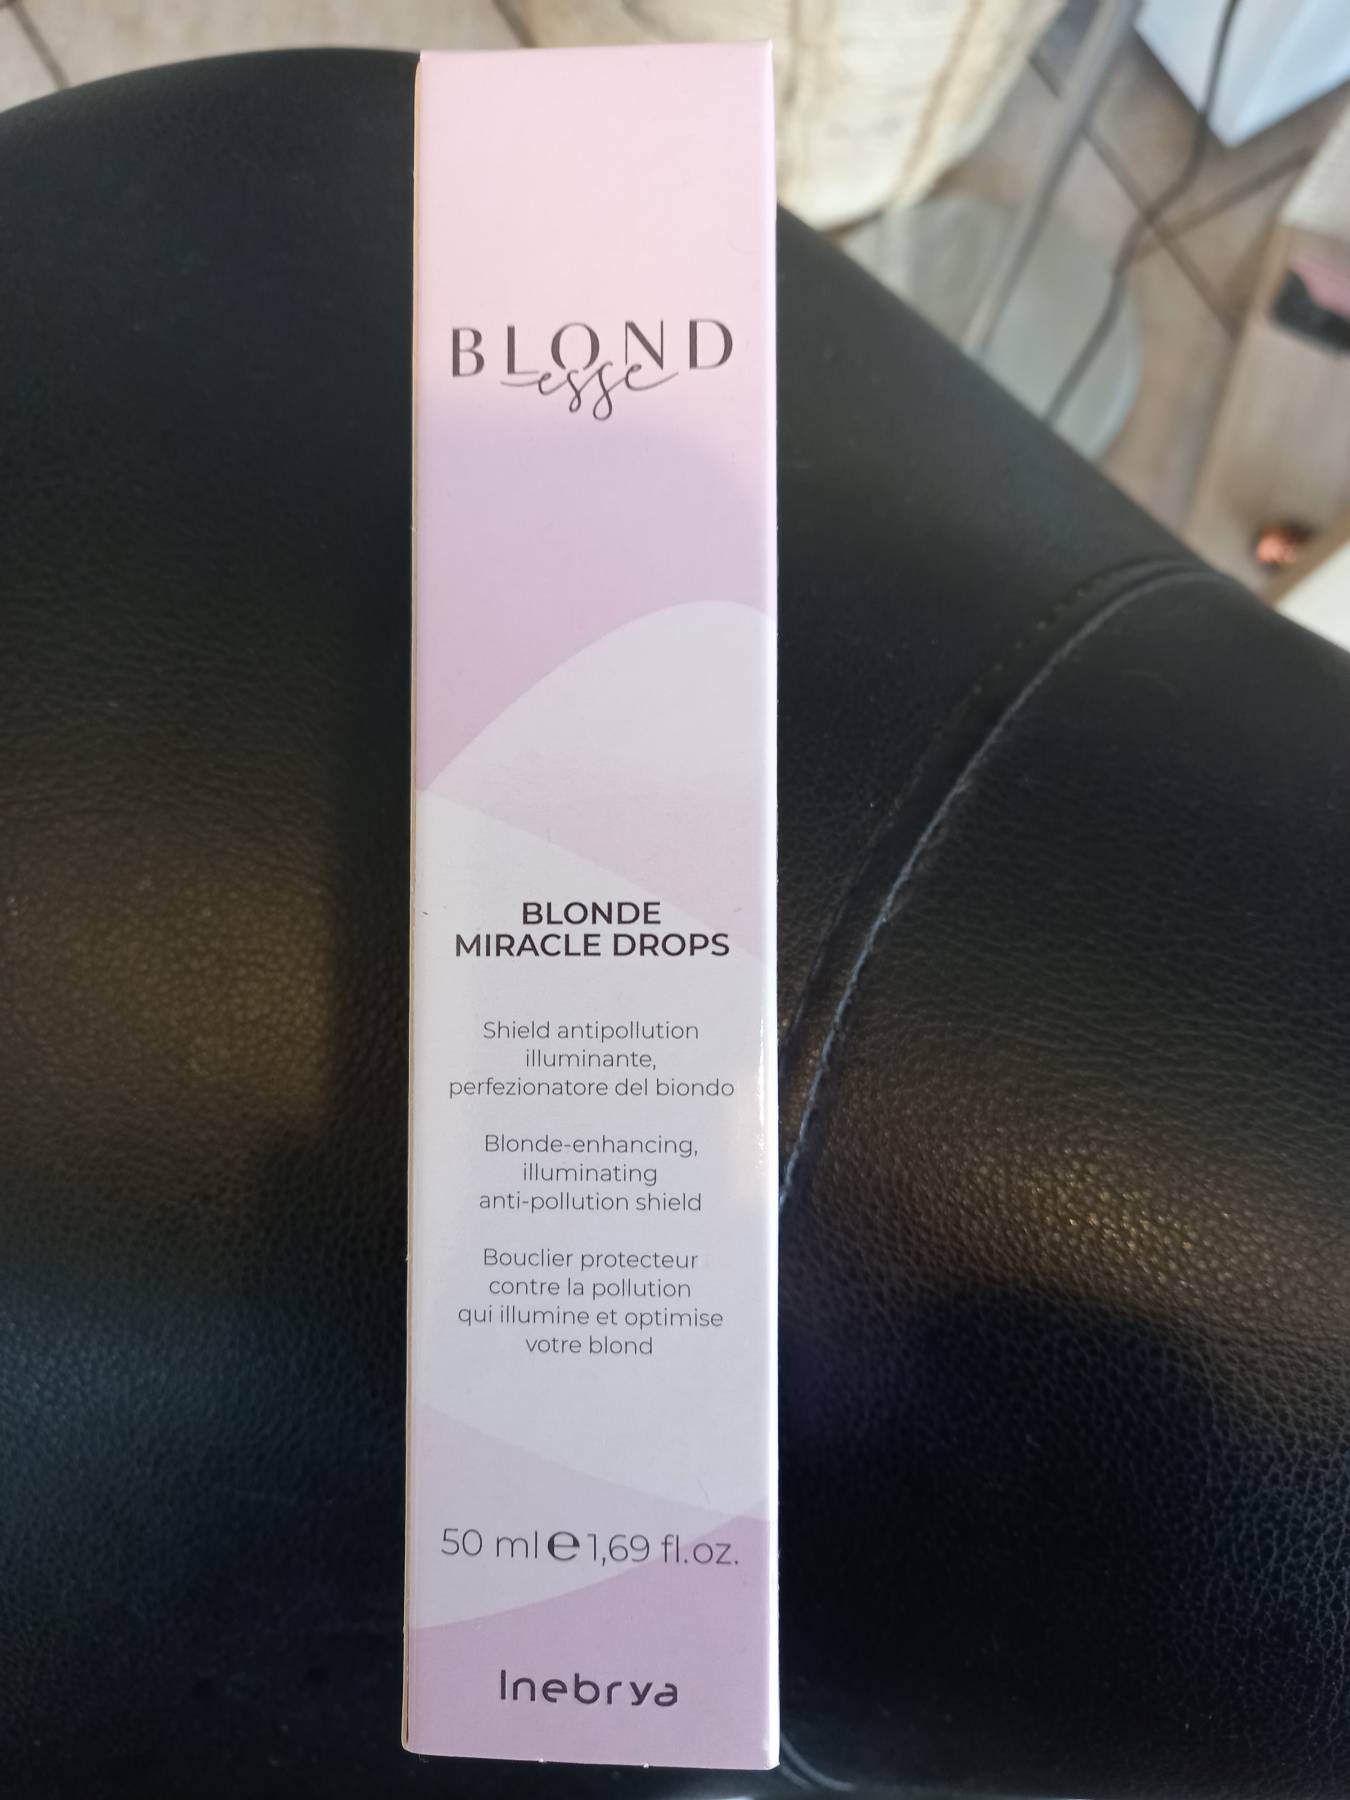 BLOND
esse
BLONDE
MIRACLE DROPS
Shield antipollution
illuminante,
perfezionatore del biondo
Blonde-enhancing,
illuminating
anti-pollution shield
Bouclier protecteur
contre la pollution
qui illumine et optimise
votre blond
50 ml ℮ 1,69 fl.oz.
Inebrya